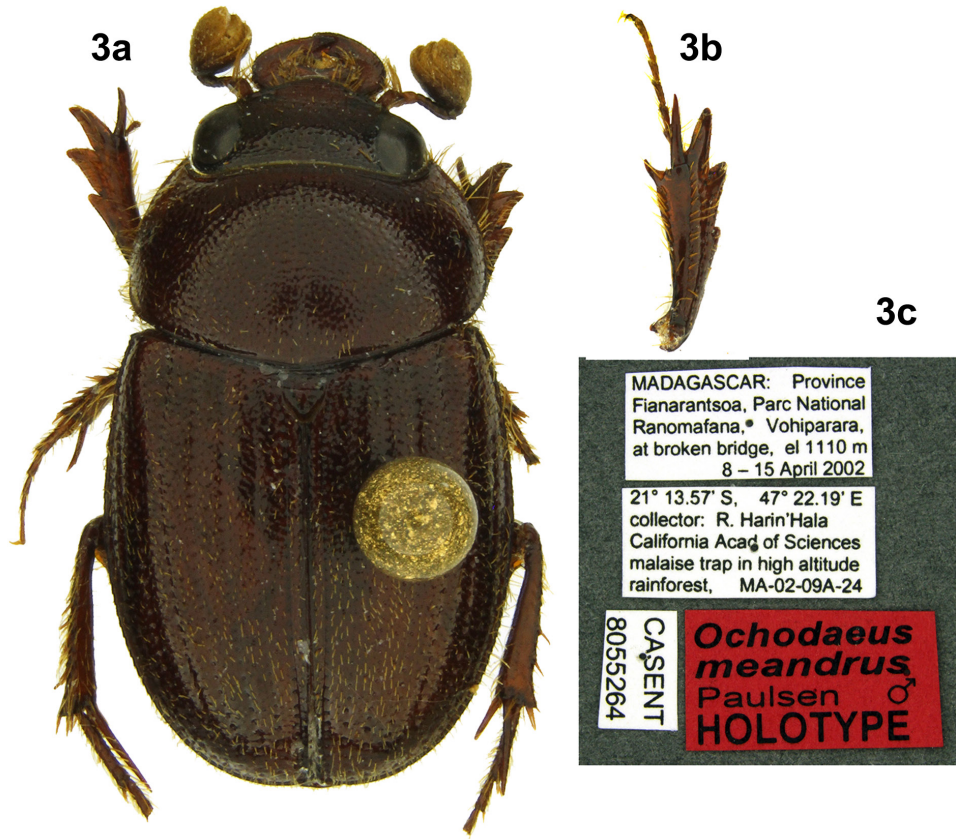 3a
3b
3c
MADAGASCAR: Province
Fianarantsoa, Parc National
Ranomafana, Vohiparara,
at broken bridge, el 1110 m
8 – 15 April 2002
21° 13.57' S, 47° 22.19' E
collector: R. Harin'Hala
California Acad of Sciences
malaise trap in high altitude
rainforest, MA-02-09A-24
CASENT
8055264
Ochodaeus
meandrus
Paulsen ♂
HOLOTYPE